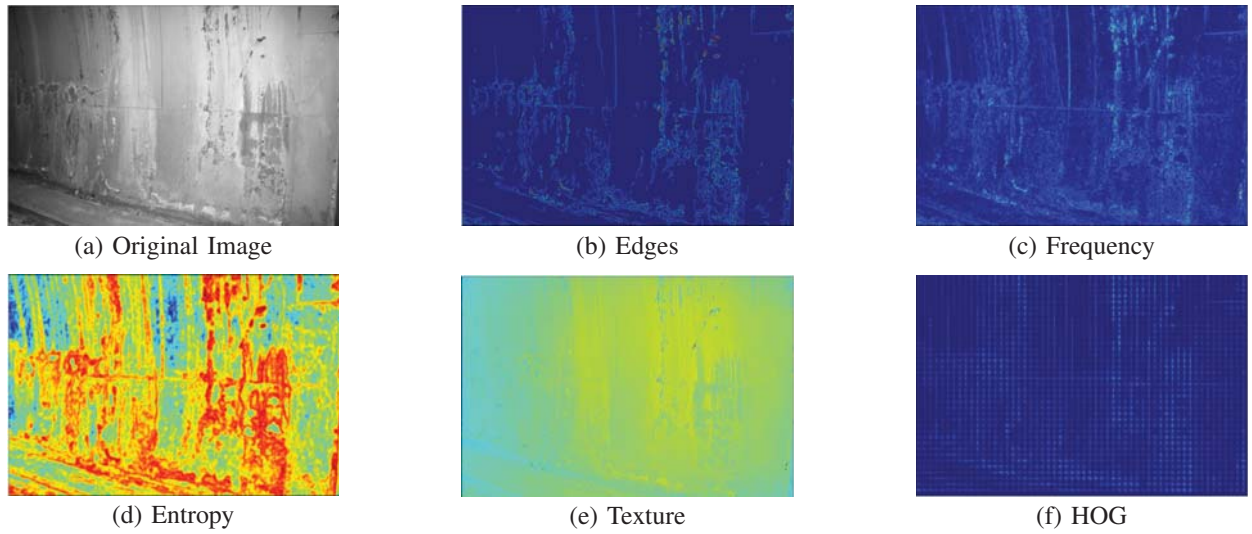 (a) Original Image
(b) Edges
(c) Frequency
(d) Entropy
(e) Texture
(f) HOG